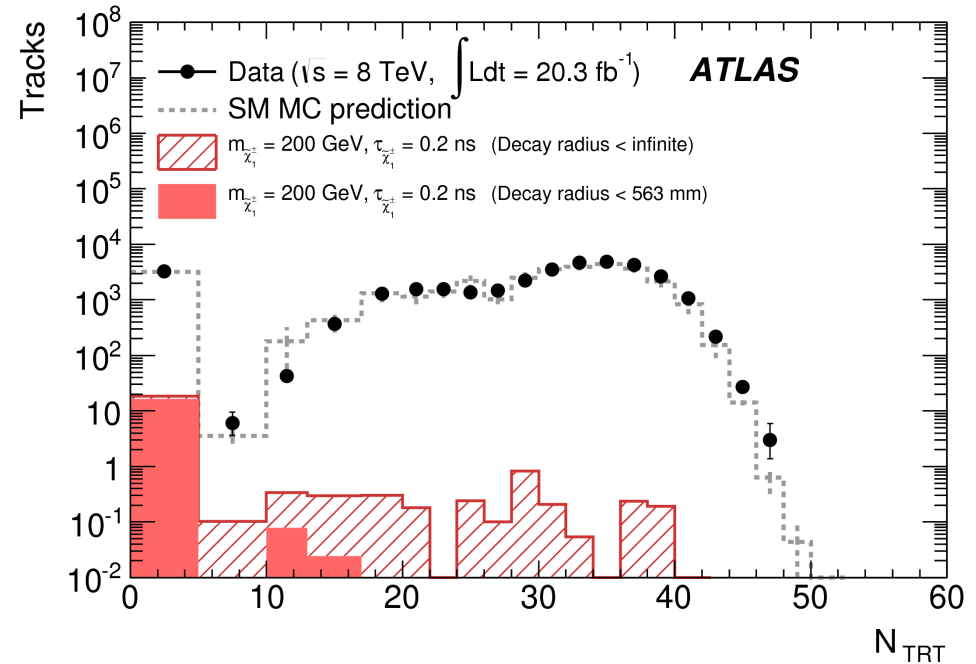 Tracks
10^8
10^7
10^6
10^5
10^4
10^3
10^2
10
1
10^-1
10^-2
Data (√s = 8 TeV, ∫Ldt = 20.3 fb^-1)
ATLAS
SM MC prediction
m_χ̃₁^± = 200 GeV, τ_χ̃₁^± = 0.2 ns (Decay radius < infinite)
m_χ̃₁^± = 200 GeV, τ_χ̃₁^± = 0.2 ns (Decay radius < 563 mm)
0 10 20 30 40 50 60
N_TRT